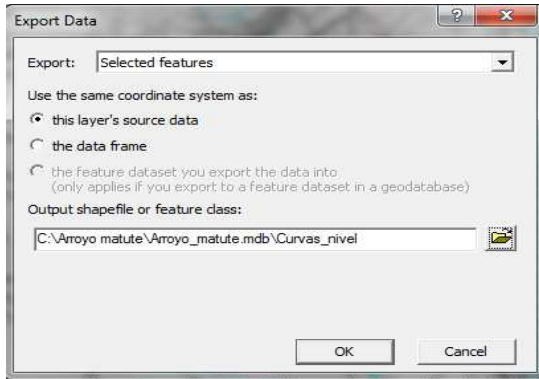 Export Data
Export: Selected features
Use the same coordinate system as:
this layer's source data
the data frame
the feature dataset you export the data into
(only applies if you export to a feature dataset in a geodatabase)
Output shapefile or feature class:
C:\Arroyo matute\Arroyo_matute.mdb\Curvas_nivel
OK Cancel